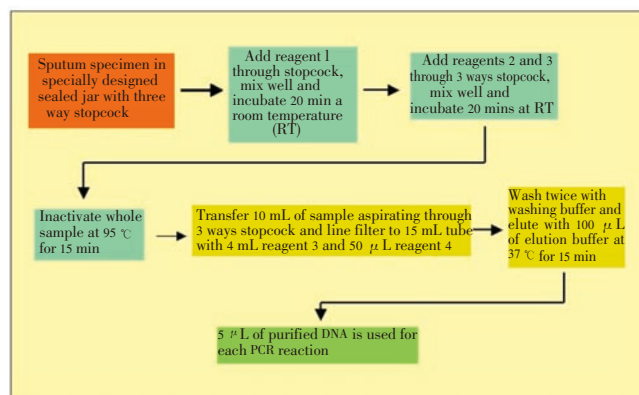 Sputum specimen in
specially designed
sealed jar with three
way stopcock
Add reagent 1
through stopcock,
mix well and
incubate 20 min a
room temperature
(RT)
Add reagents 2 and 3
through 3 ways stopcock,
mix well and
incubate 20 mins at RT
Inactivate whole
sample at 95 ℃
for 15 min
Transfer 10 mL of sample aspirating through
3 ways stopcock and line filter to 15 mL tube
with 4 mL reagent 3 and 50 μL reagent 4
Wash twice with
washing buffer and
elute with 100 μL
of elution buffer at
37 ℃ for 15 min
5 μL of purified DNA is used for
each PCR reaction